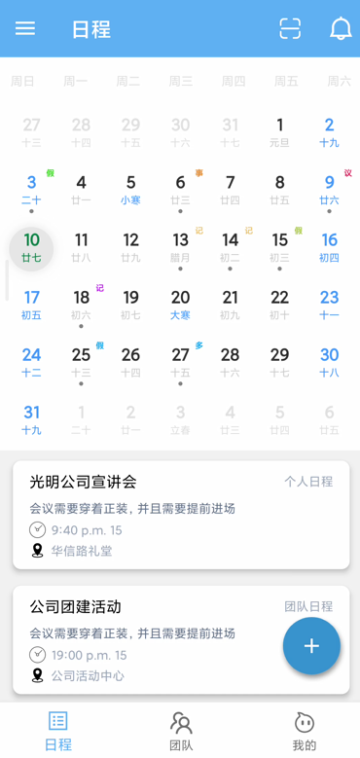 日程
周日 周一 周二 周三 周四 周五 周六
27 28 29 30 31 1 2
十三 十四 十五 十六 十七 元旦 十九
3 假 4 5 6 事 7 8 9 议
二十 廿一 小寒 廿三 廿四 廿五 廿六
10 11 12 13 记 14 记 15 假 16
廿七 廿八 廿九 腊月 初二 初三 初四
17 18 记 19 20 21 22 23
初五 初六 初七 大寒 初九 初十 十一
24 25 假 26 27 多 28 29 30
十二 十三 十四 十五 十六 十七 十八
31 1 2 3 4 5 6
十九 二十 廿一 立春 廿三 廿四 廿五
光明公司宣讲会 个人日程
会议需要穿着正装，并且需要提前进场
9:40 p.m. 15
华信路礼堂
公司团建活动 团队日程
会议需要穿着正装，并且需要提前进场
19:00 p.m. 15
公司活动中心
日程 团队 我的